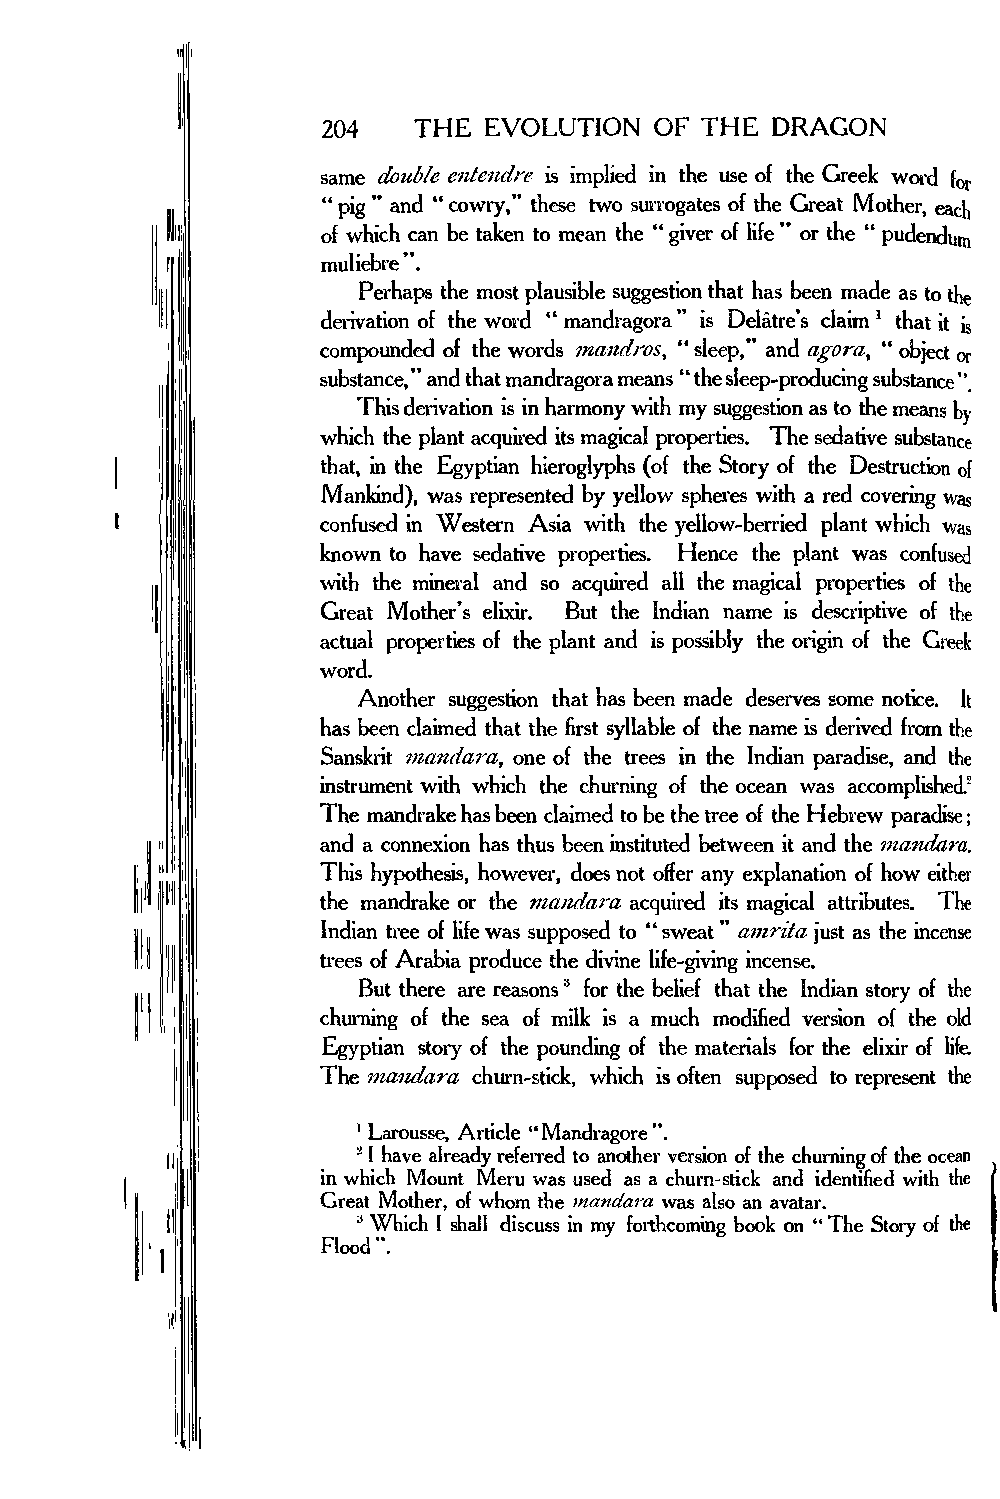 204 THE EVOLUTION OF THE DRAGON
same double entendre is implied in the use of the Greek word for
“ pig ” and “ cowry,” these two surrogates of the Great Mother, each
of which can be taken to mean the “ giver of life ” or the “ pudendum
muliebre ”.
Perhaps the most plausible suggestion that has been made as to the
derivation of the word “ mandragora ” is Delâtre's claim ¹ that it is
compounded of the words mandros, “ sleep,” and agora, “ object or
substance,” and that mandragora means “ the sleep-producing substance ”.
This derivation is in harmony with my suggestion as to the means by
which the plant acquired its magical properties. The sedative substance
that, in the Egyptian hieroglyphs (of the Story of the Destruction of
Mankind), was represented by yellow spheres with a red covering was
confused in Western Asia with the yellow-berried plant which was
known to have sedative properties. Hence the plant was confused
with the mineral and so acquired all the magical properties of the
Great Mother's elixir. But the Indian name is descriptive of the
actual properties of the plant and is possibly the origin of the Greek
word.
Another suggestion that has been made deserves some notice. It
has been claimed that the first syllable of the name is derived from the
Sanskrit mandara, one of the trees in the Indian paradise, and the
instrument with which the churning of the ocean was accomplished.²
The mandrake has been claimed to be the tree of the Hebrew paradise ;
and a connexion has thus been instituted between it and the mandara.
This hypothesis, however, does not offer any explanation of how either
the mandrake or the mandara acquired its magical attributes. The
Indian tree of life was supposed to “ sweat ” amrita just as the incense
trees of Arabia produce the divine life-giving incense.
But there are reasons ³ for the belief that the Indian story of the
churning of the sea of milk is a much modified version of the old
Egyptian story of the pounding of the materials for the elixir of life.
The mandara churn-stick, which is often supposed to represent the
¹ Larousse, Article “ Mandragore ”.
² I have already referred to another version of the churning of the ocean
in which Mount Meru was used as a churn-stick and identified with the
Great Mother, of whom the mandara was also an avatar.
³ Which I shall discuss in my forthcoming book on “ The Story of the
Flood ”.